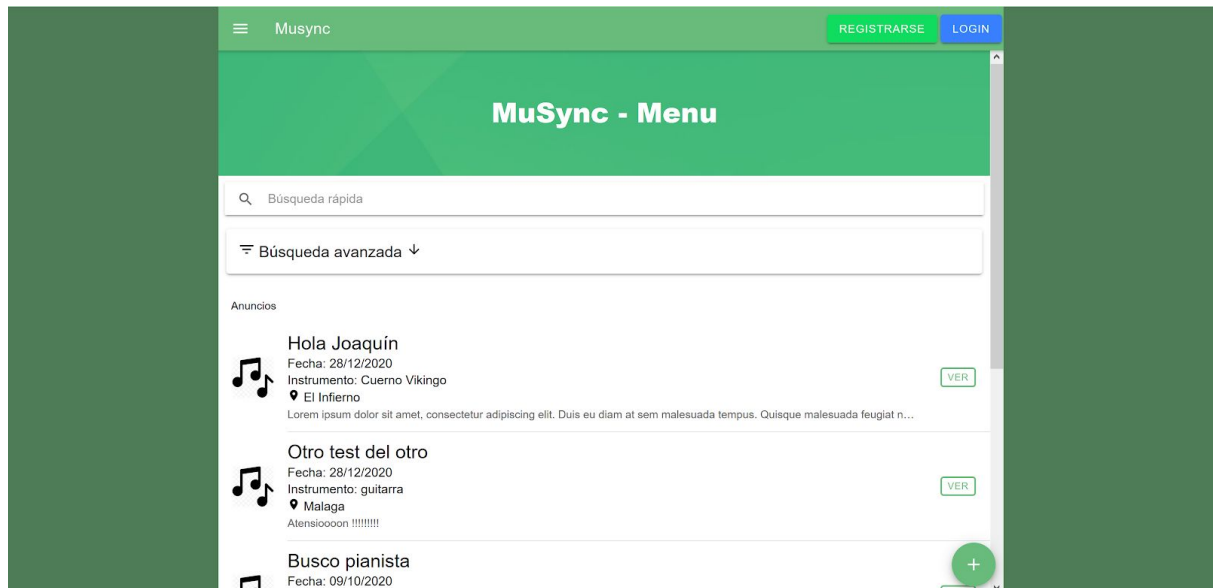 Musync
REGISTRARSE
LOGIN
MuSync - Menu
Búsqueda rápida
Búsqueda avanzada
Anuncios
Hola Joaquín
Fecha: 28/12/2020
Instrumento: Cuerno Vikingo
El Infierno
Lorem ipsum dolor sit amet, consectetur adipiscing elit. Duis eu diam at sem malesuada tempus. Quisque malesuada feugiat n...
VER
Otro test del otro
Fecha: 28/12/2020
Instrumento: guitarra
Malaga
Atensioooon !!!!!!!!!
VER
Busco pianista
Fecha: 09/10/2020